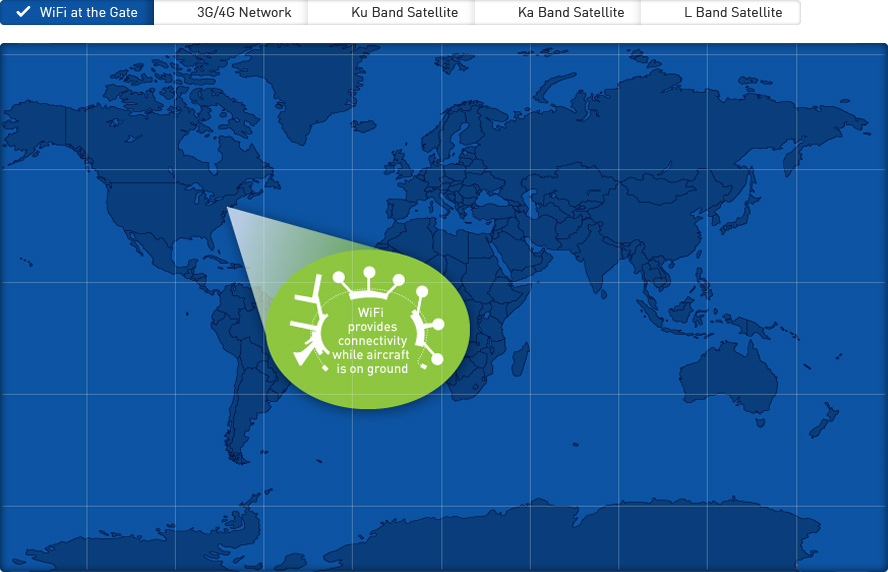 WiFi at the Gate
3G/4G Network
Ku Band Satellite
Ka Band Satellite
L Band Satellite
WiFi
provides
connectivity
while aircraft
is on ground